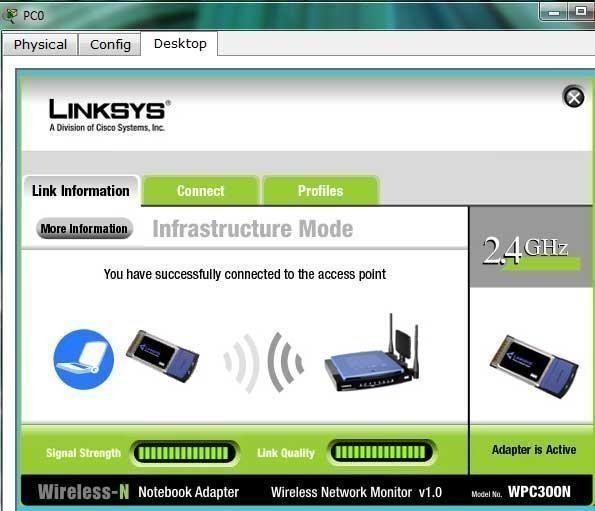 PC0
Physical Config Desktop
LINKSYS®
A Division of Cisco Systems, Inc.
Link Information Connect Profiles
More Information Infrastructure Mode
2.4GHz
You have successfully connected to the access point
Signal Strength Link Quality Adapter is Active
Wireless-N Notebook Adapter Wireless Network Monitor v1.0 Model No. WPC300N